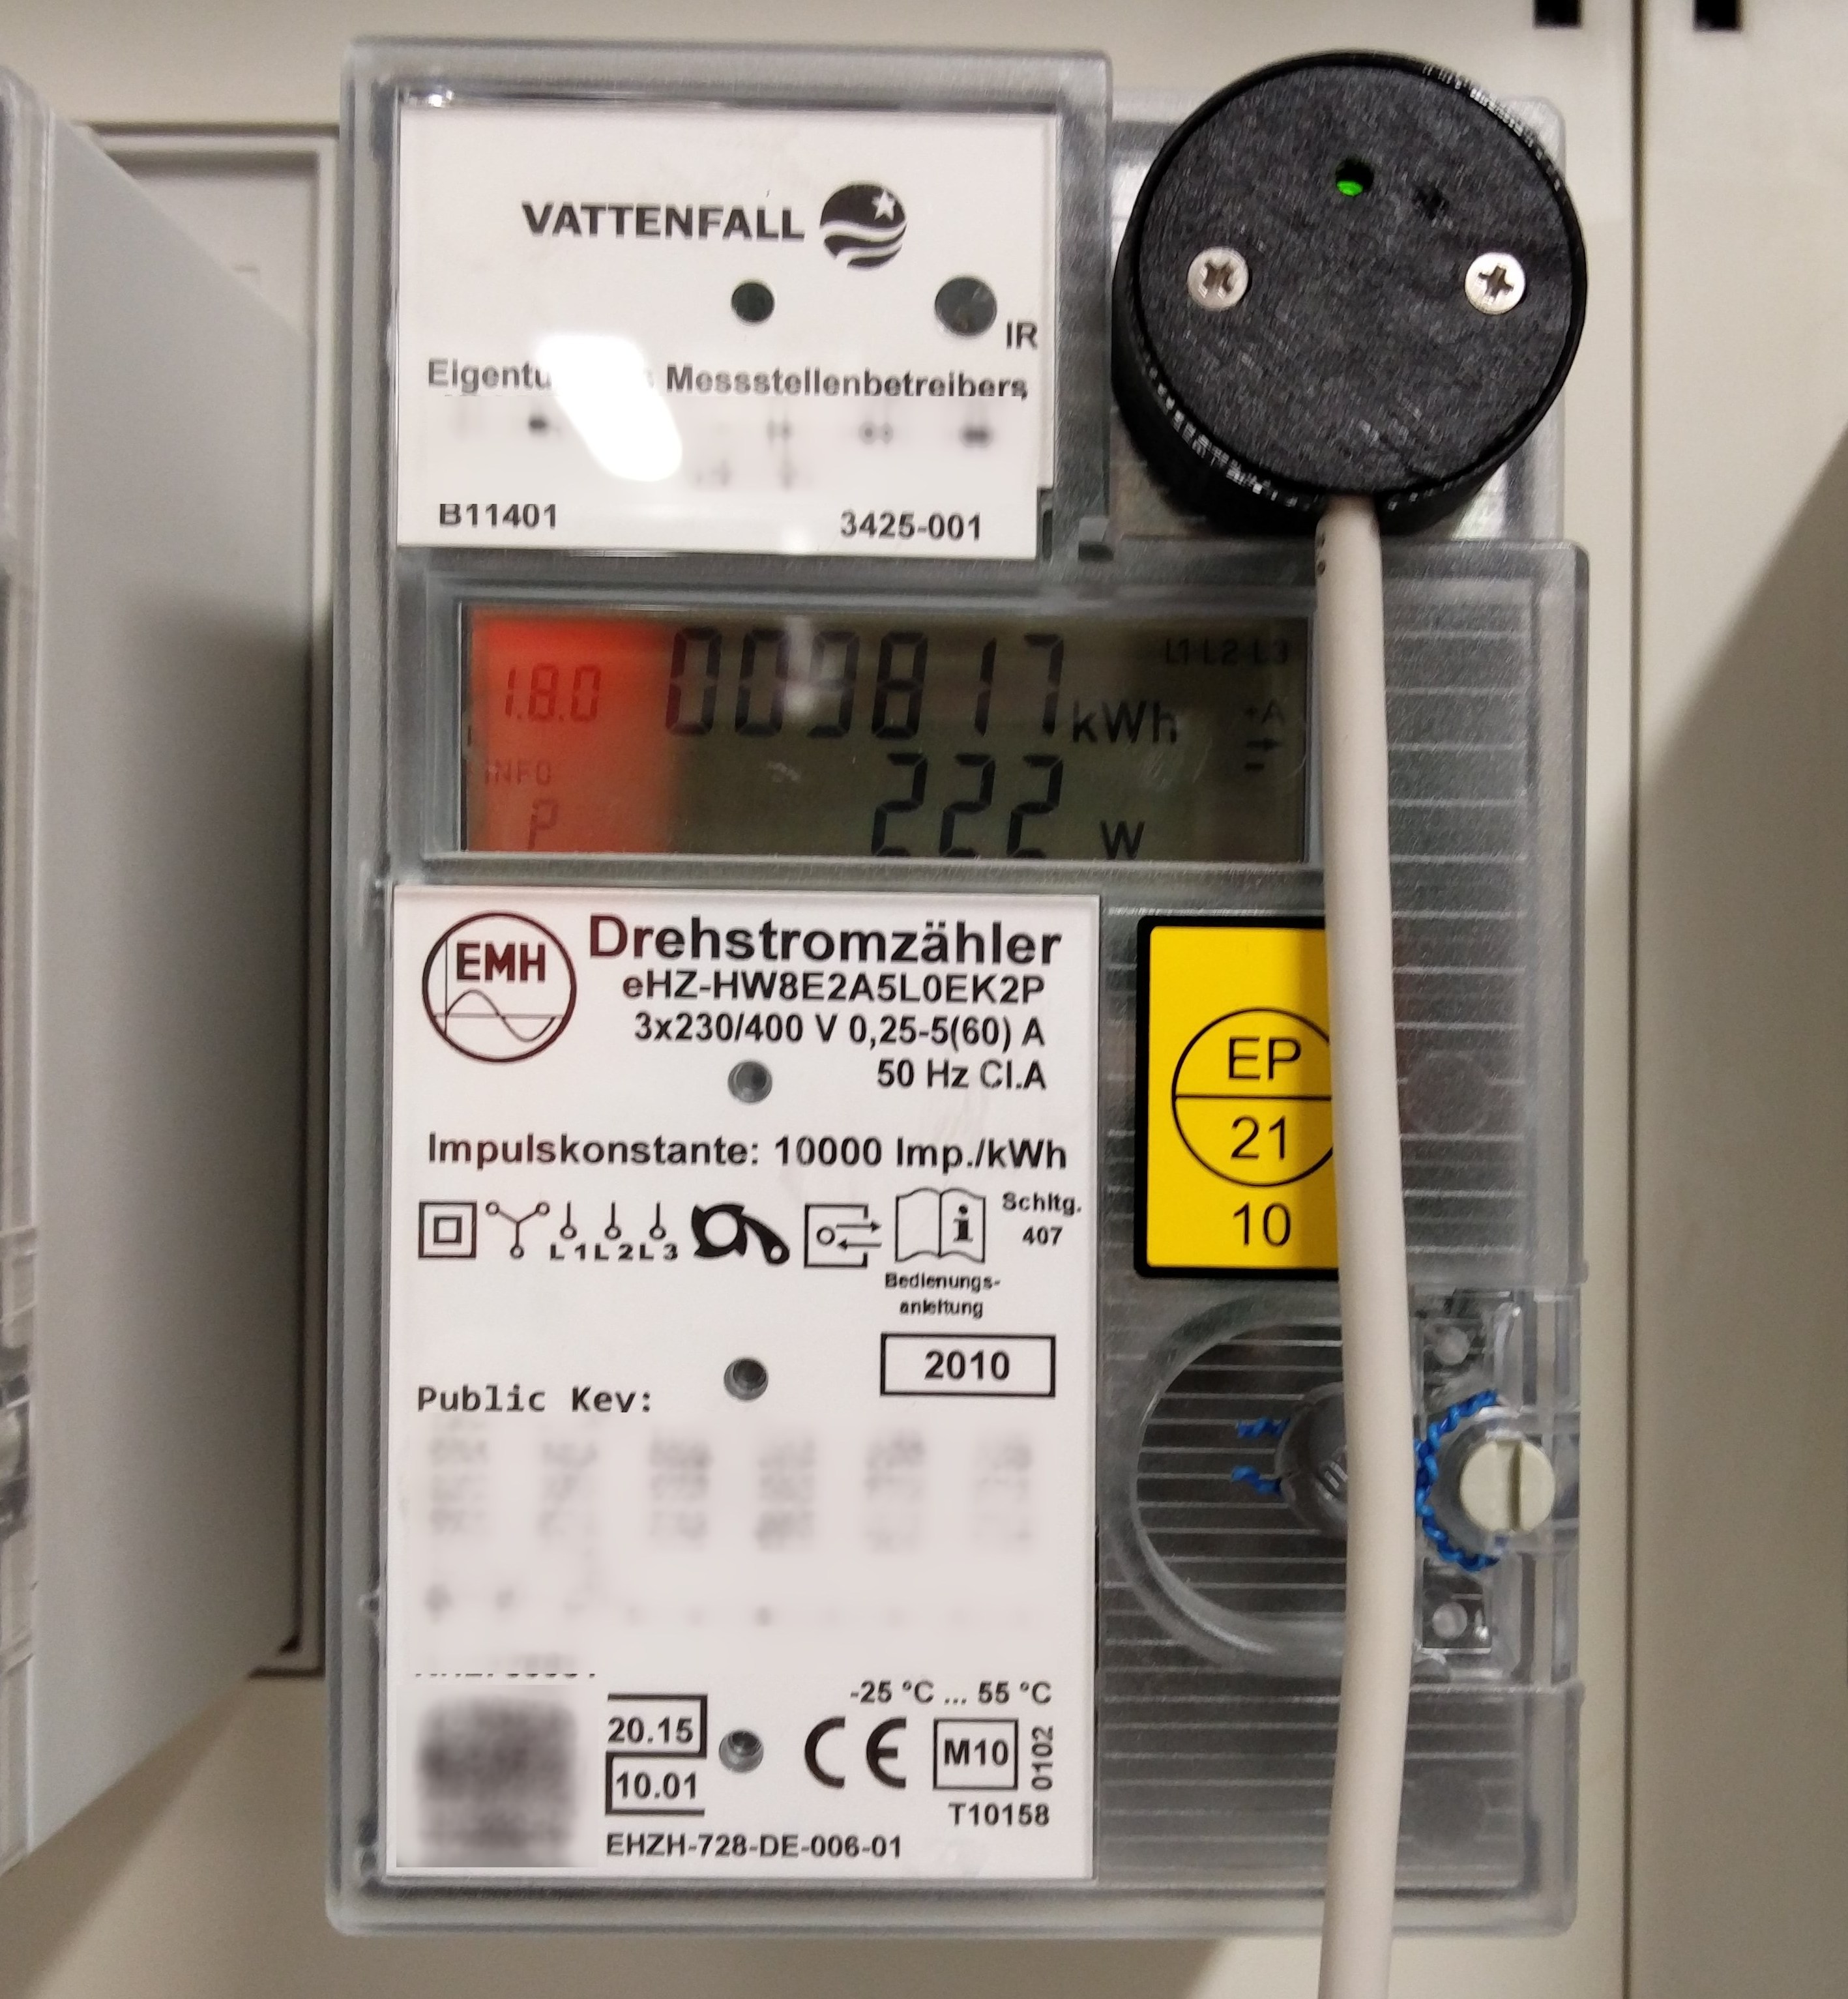 VATTENFALL
IR
Messstellenbetreibers
B11401 3425-001
1.8.0 009817 kWh L1 L2 L3
+A
INFO
P 222 W
EMH
Drehstromzähler
eHZ-HW8E2A5L0EK2P
3x230/400 V 0,25-5(60) A
50 Hz Cl.A
Impulskonstante: 10000 Imp./kWh
L1 L2 L3
Schltg.
407
Bedienungs-
anleitung
2010
Public Key:
-25 °C ... 55 °C
20.15
10.01
CE M10 0102
T10158
EHZH-728-DE-006-01
EP
21
10